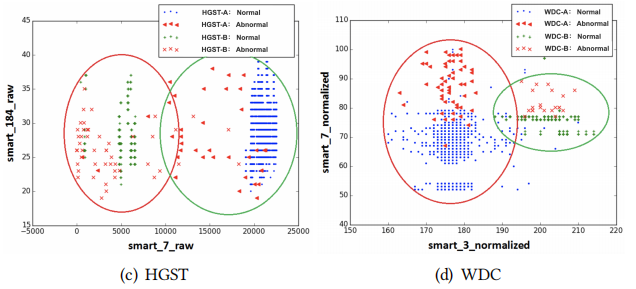 HGST-A: Normal
HGST-A: Abnormal
HGST-B: Normal
HGST-B: Abnormal
smart_184_raw
45
40
35
30
25
20
15
-5000 0 5000 10000 15000 20000 25000
smart_7_raw
(c) HGST
WDC-A: Normal
WDC-A: Abnormal
WDC-B: Normal
WDC-B: Abnormal
smart_7_normalized
110
100
90
80
70
60
50
40
150 160 170 180 190 200 210 220
smart_3_normalized
(d) WDC